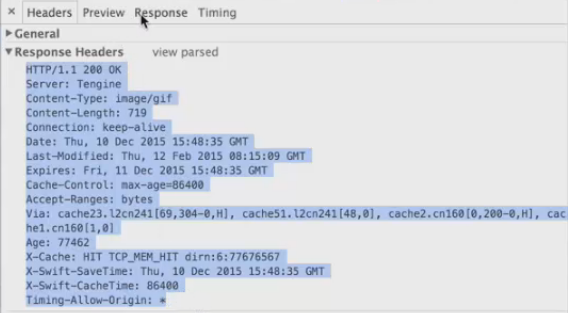 × Headers Preview Response Timing
▶General
▼Response Headers view parsed
HTTP/1.1 200 OK
Server: Tengine
Content-Type: image/gif
Content-Length: 719
Connection: keep-alive
Date: Thu, 10 Dec 2015 15:48:35 GMT
Last-Modified: Thu, 12 Feb 2015 08:15:09 GMT
Expires: Fri, 11 Dec 2015 15:48:35 GMT
Cache-Control: max-age=86400
Accept-Ranges: bytes
Via: cache23.l2cn241[69,304-0,H], cache51.l2cn241[48,0], cache2.cn160[0,200-0,H], cac
he1.cn160[1,0]
Age: 77462
X-Cache: HIT TCP_MEM_HIT dirn:6:77676567
X-Swift-SaveTime: Thu, 10 Dec 2015 15:48:35 GMT
X-Swift-CacheTime: 86400
Timing-Allow-Origin: *